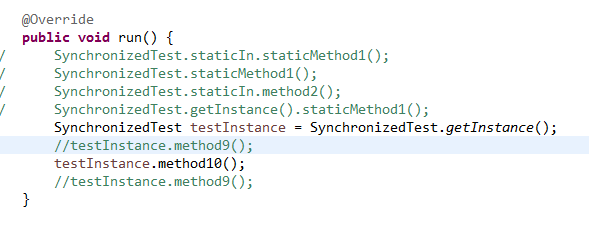 @Override
public void run() {
/ SynchronizedTest.staticIn.staticMethod1();
/ SynchronizedTest.staticMethod1();
/ SynchronizedTest.staticIn.method2();
/ SynchronizedTest.getInstance().staticMethod1();
SynchronizedTest testInstance = SynchronizedTest.getInstance();
//testInstance.method9();
testInstance.method10();
//testInstance.method9();
}